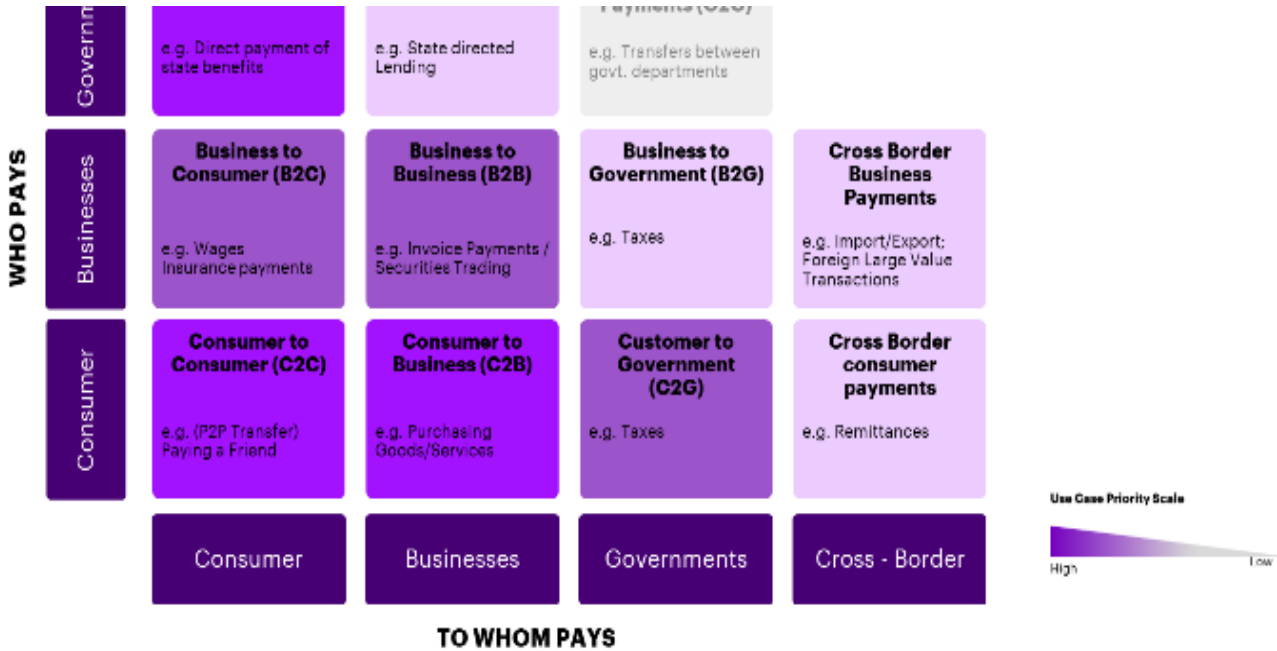 Payments (G2G)
Governm
e.g. Direct payment of
state benefits
e.g. State directed
Lending
e.g. Transfers between
govt. departments
WHO PAYS
Businesses
Business to
Consumer (B2C)
e.g. Wages
Insurance payments
Business to
Business (B2B)
e.g. Invoice Payments /
Securities Trading
Business to
Government (B2G)
e.g. Taxes
Cross Border
Business
Payments
e.g. Import/Export;
Foreign Large Value
Transactions
Consumer
Consumer to
Consumer (C2C)
e.g. (P2P Transfer)
Paying a Friend
Consumer to
Business (C2B)
e.g. Purchasing
Goods/Services
Customer to
Government
(C2G)
e.g. Taxes
Cross Border
consumer
payments
e.g. Remittances
Use Case Priority Scale
High
Low
Consumer
Businesses
Governments
Cross - Border
TO WHOM PAYS